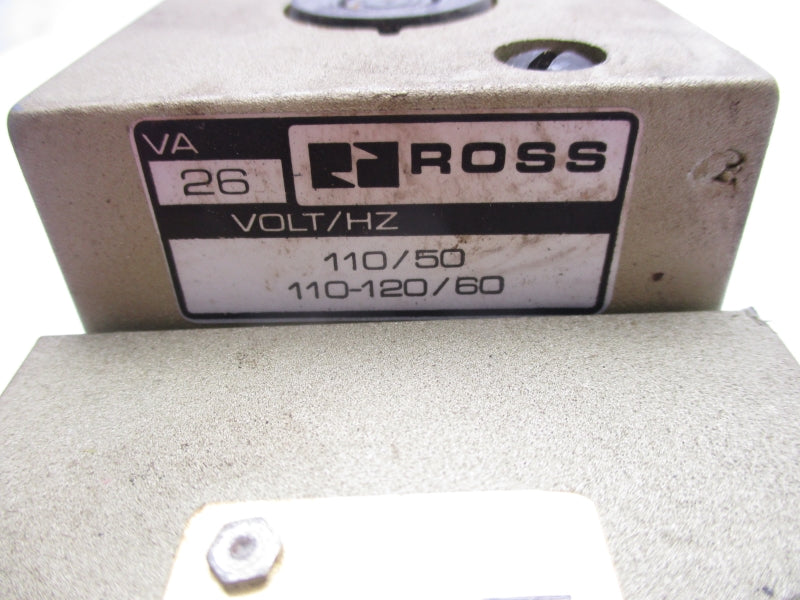 VA
ROSS
26
VOLT/HZ
110/50
110-120/60